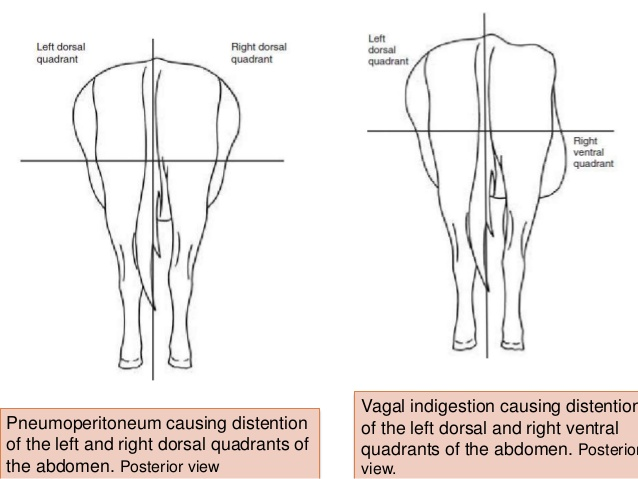 Left dorsal
quadrant
Right dorsal
quadrant
Pneumoperitoneum causing distention
of the left and right dorsal quadrants of
the abdomen. Posterior view
Left
dorsal
quadrant
Right
ventral
quadrant
Vagal indigestion causing distention
of the left dorsal and right ventral
quadrants of the abdomen. Posterior
view.